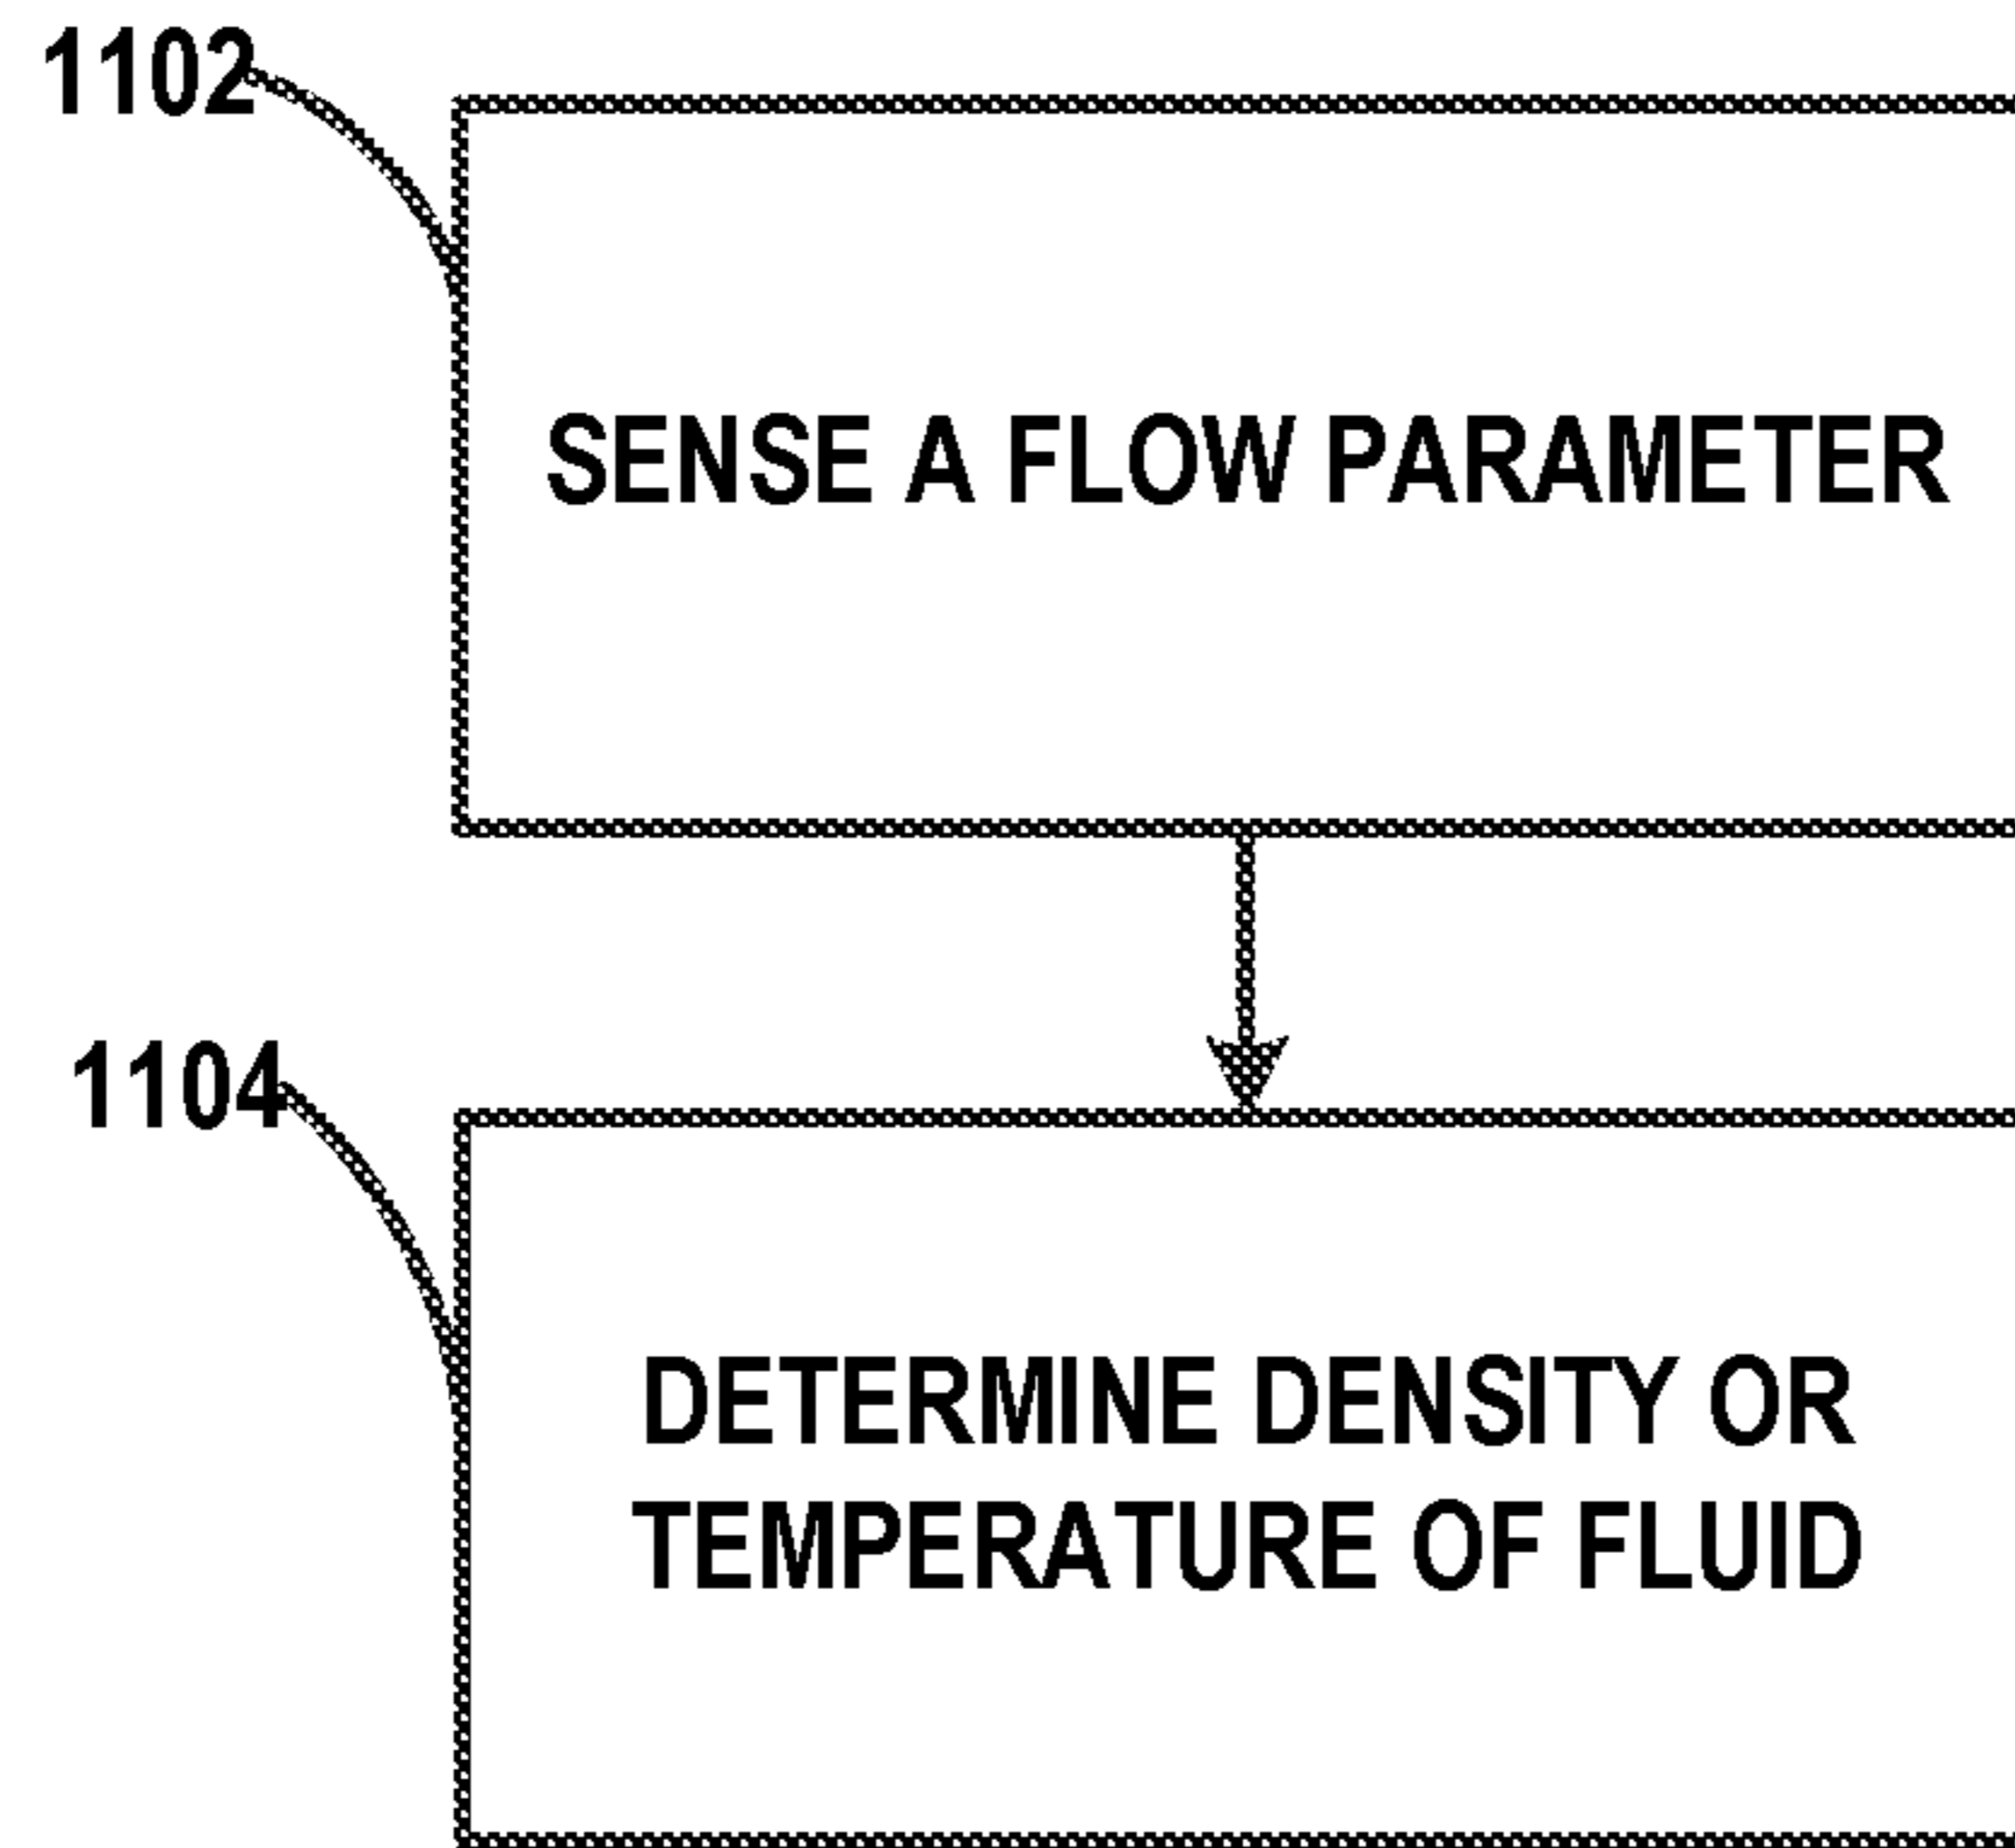 1102
SENSE A FLOW PARAMETER
1104
DETERMINE DENSITY OR
TEMPERATURE OF FLUID